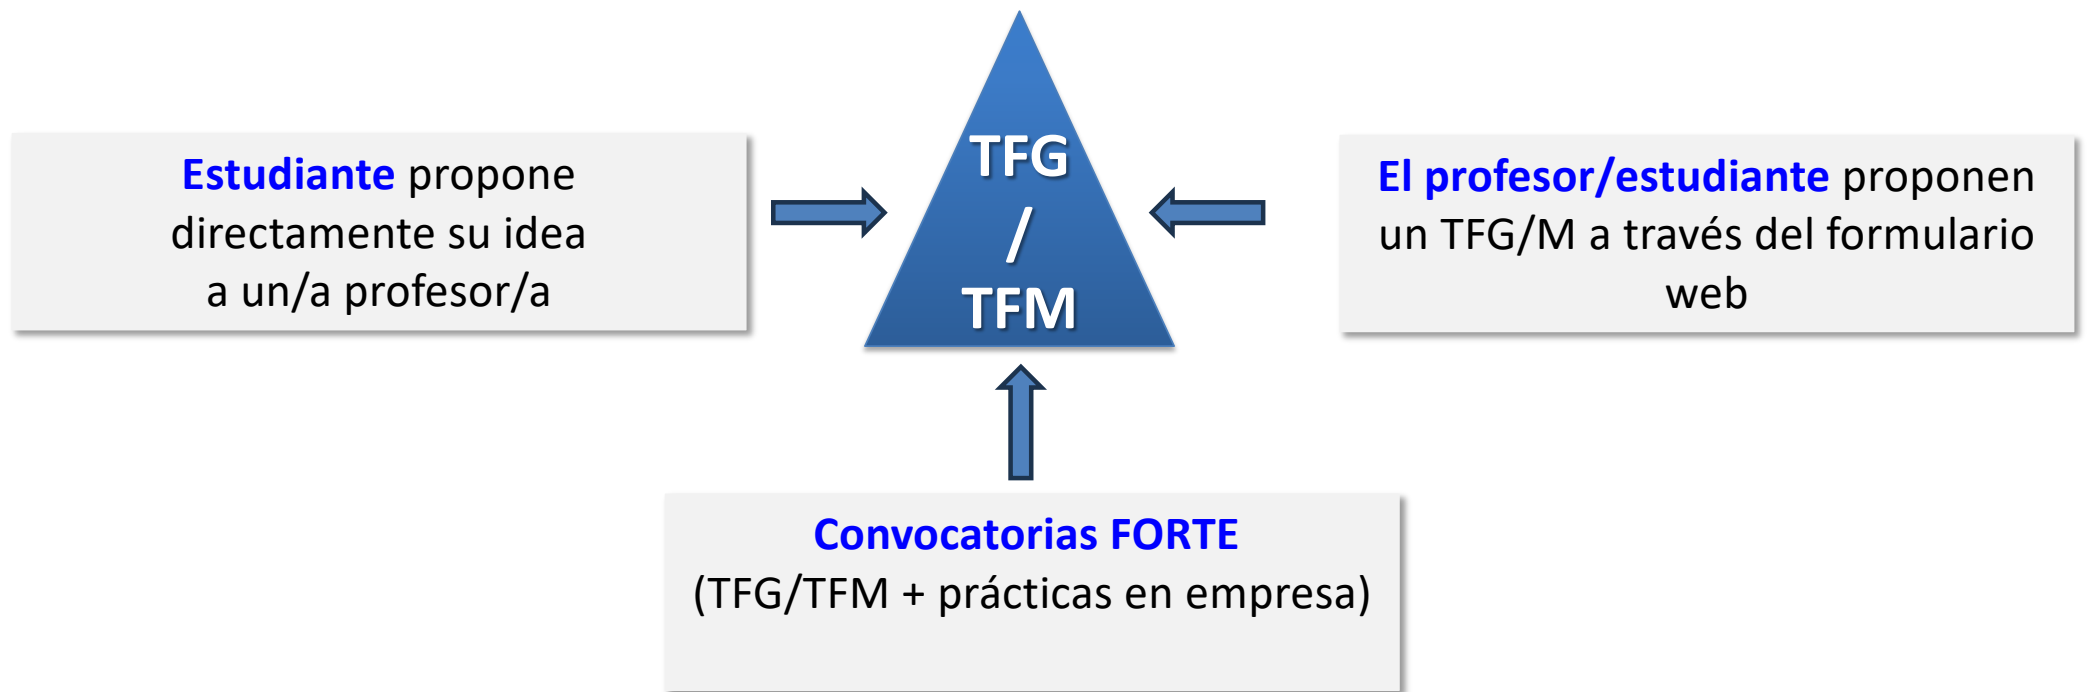 Estudiante propone
directamente su idea
a un/a profesor/a
TFG
/
TFM
El profesor/estudiante proponen
un TFG/M a través del formulario
web
Convocatorias FORTE
(TFG/TFM + prácticas en empresa)